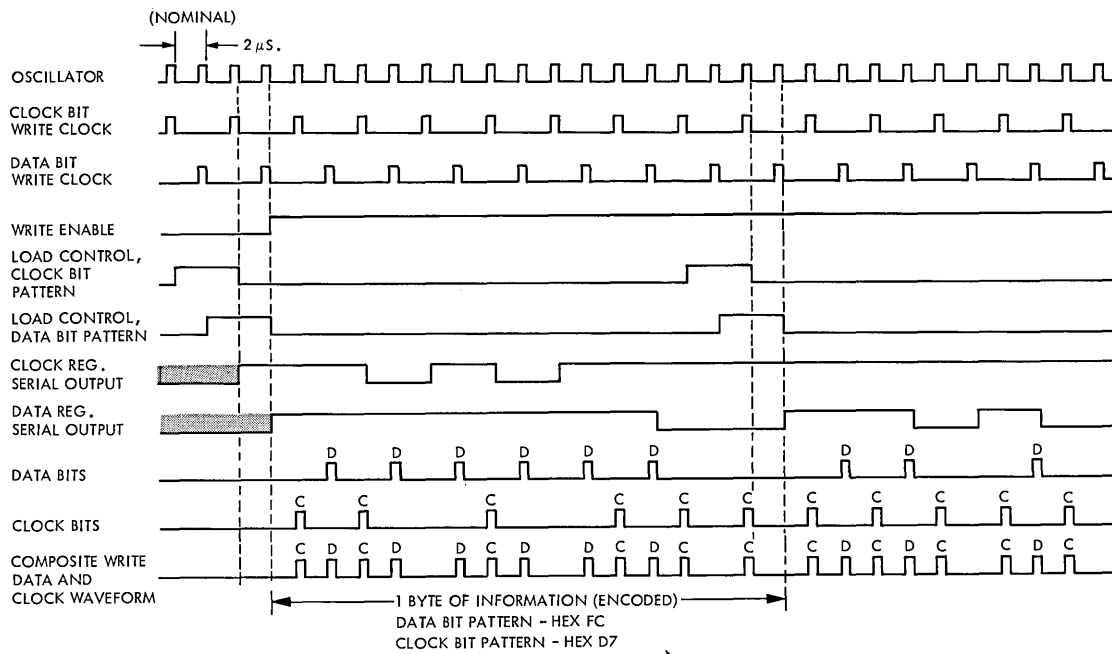 (NOMINAL)
2 μS.
OSCILLATOR
CLOCK BIT
WRITE CLOCK
DATA BIT
WRITE CLOCK
WRITE ENABLE
LOAD CONTROL,
CLOCK BIT
PATTERN
LOAD CONTROL,
DATA BIT PATTERN
CLOCK REG.
SERIAL OUTPUT
DATA REG.
SERIAL OUTPUT
D D D D D D D D D
DATA BITS
C C C C C C C C C C C
CLOCK BITS
C D C D D C D C D C C C D C D C C D C
COMPOSITE WRITE
DATA AND
CLOCK WAVEFORM
1 BYTE OF INFORMATION (ENCODED)
DATA BIT PATTERN - HEX FC
CLOCK BIT PATTERN - HEX D7